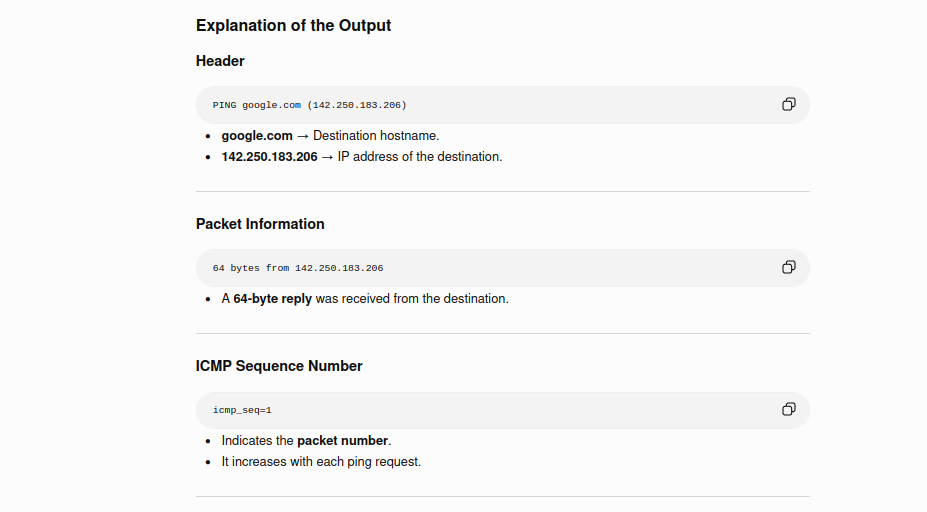 Explanation of the Output
Header
PING google.com (142.250.183.206)
• google.com → Destination hostname.
• 142.250.183.206 → IP address of the destination.
Packet Information
64 bytes from 142.250.183.206
• A 64-byte reply was received from the destination.
ICMP Sequence Number
icmp_seq=1
• Indicates the packet number.
• It increases with each ping request.